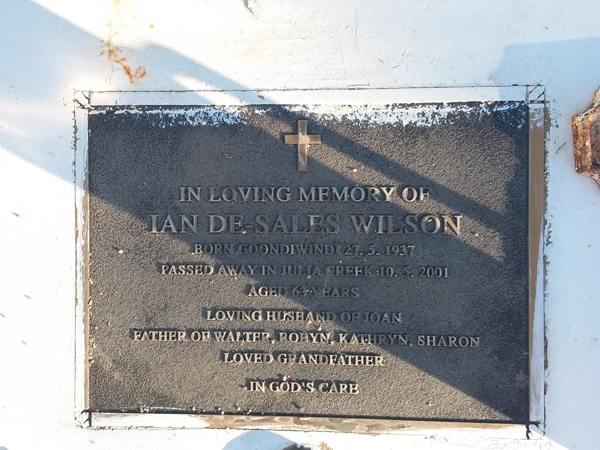 IN LOVING MEMORY OF
IAN DE SALES WILSON
BORN GOONDIWINDI 27. 5. 1937
PASSED AWAY IN JULIA CREEK 10. 5. 2001
AGED 63 YEARS
LOVING HUSBAND OF JOAN
FATHER OF WALTER, ROBYN, KATHRYN, SHARON
LOVED GRANDFATHER
IN GOD'S CARE